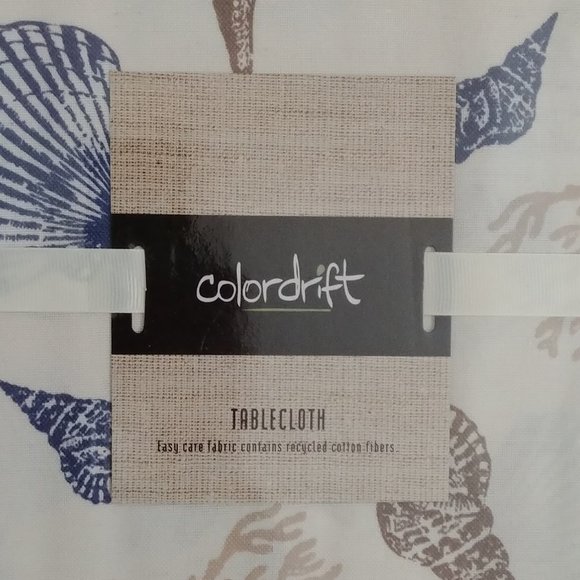 colordrift
TABLECLOTH
Easy care fabric contains recycled cotton fibers.